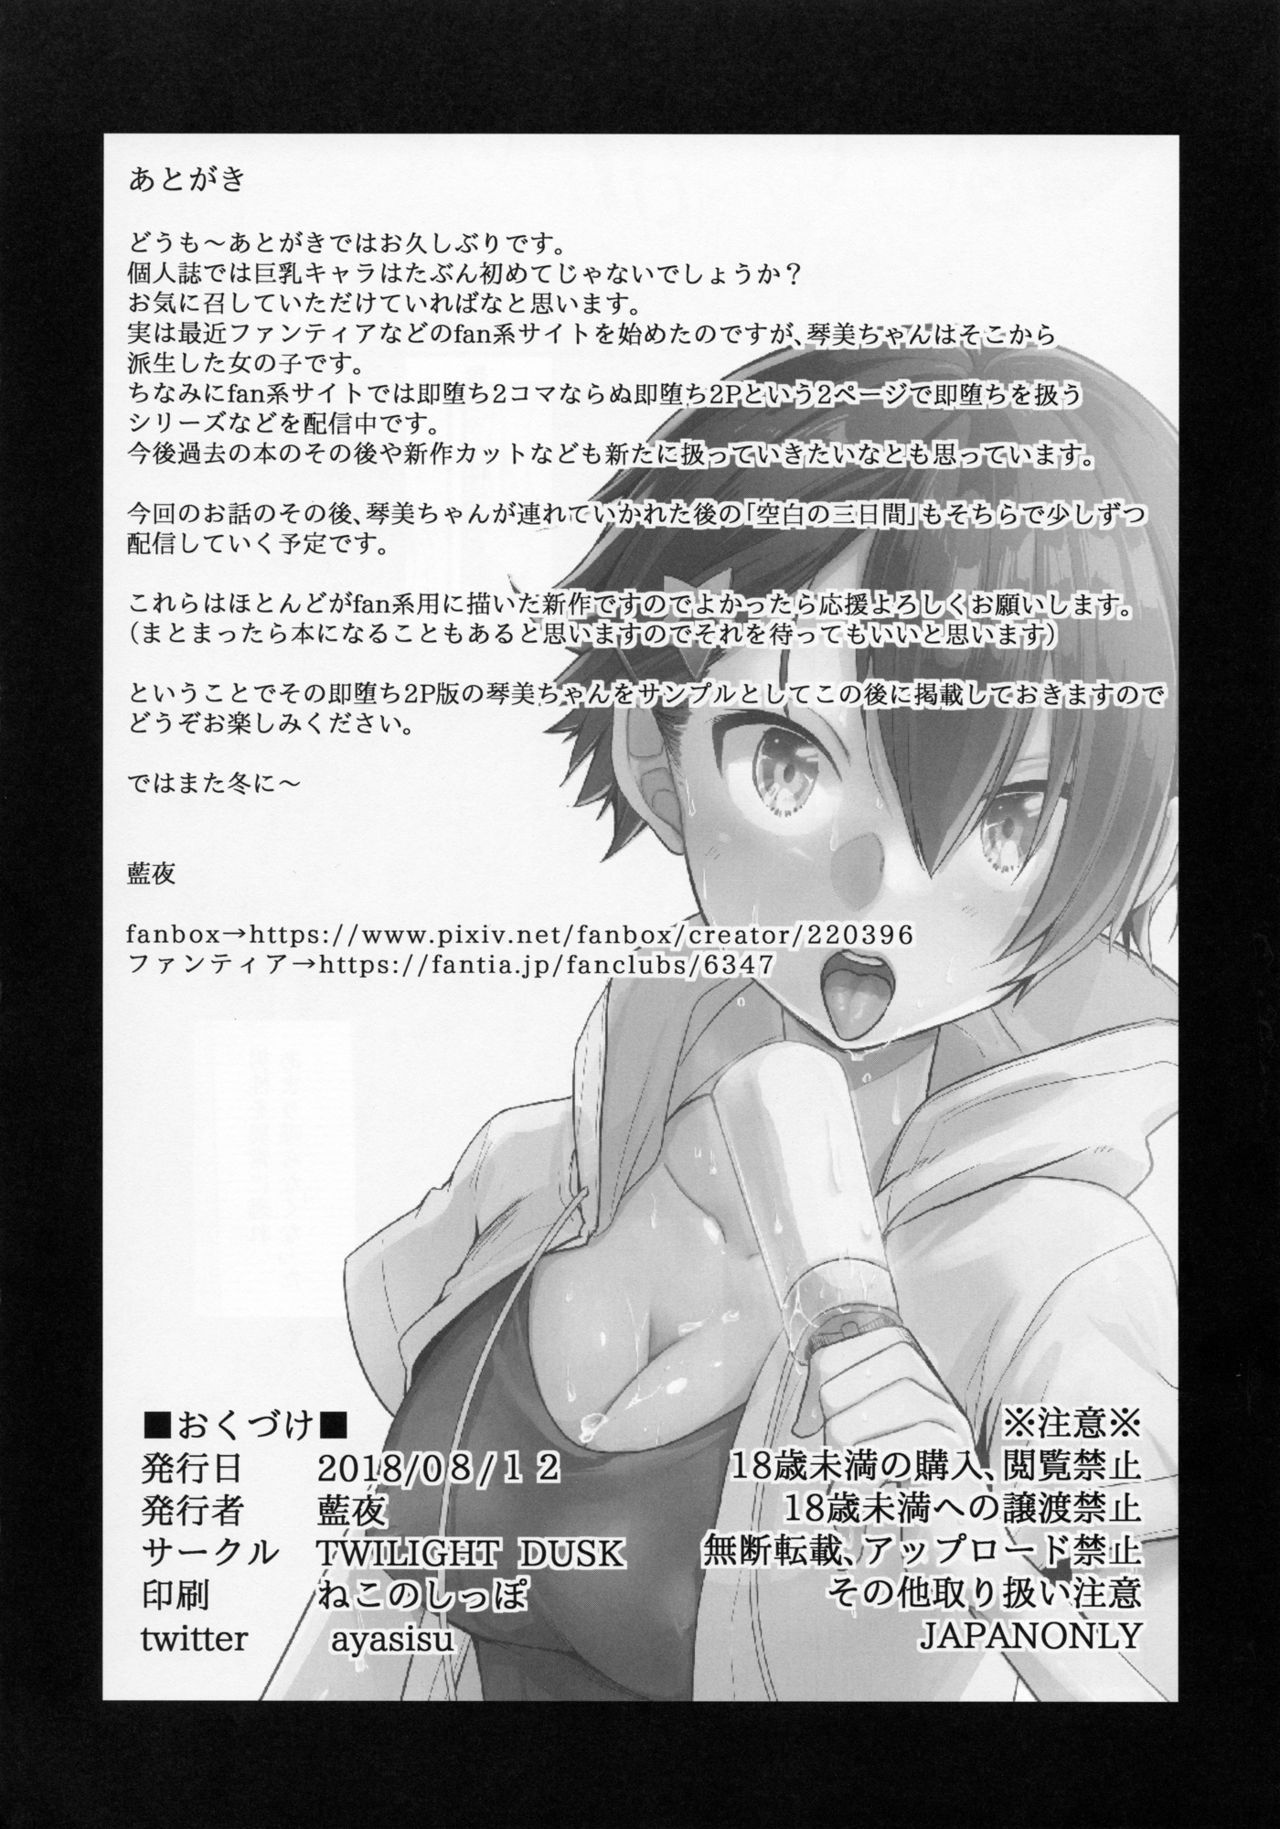 あとがき
どうも～あとがきではお久しぶりです。
個人誌では巨乳キャラはたぶん初めてじゃないでしょうか？
お気に召していただけていればなと思います。
実は最近ファンティアなどのfan系サイトを始めたのですが、琴美ちゃんはそこから
派生した女の子です。
ちなみにfan系サイトでは即堕ち2コマならぬ即堕ち2Pという2ページで即堕ちを扱う
シリーズなどを配信中です。
今後過去の本のその後や新作カットなども新たに扱っていきたいなとも思っています。
今回のお話のその後、琴美ちゃんが連れていかれた後の「空白の三日間」もそちらで少しずつ
配信していく予定です。
これらはほとんどがfan系用に描いた新作ですのでよかったら応援よろしくお願いします。
（まとまったら本になることもあると思いますのでそれを待ってもいいと思います）
ということでその即堕ち2P版の琴美ちゃんをサンプルとしてこの後に掲載しておきますので
どうぞお楽しみください。
ではまた冬に～
藍夜
fanbox→https://www.pixiv.net/fanbox/creator/220396
ファンティア→https://fantia.jp/fanclubs/6347
■おくづけ■
発行日 2018/08/12
発行者 藍夜
サークル TWILIGHT DUSK
印刷 ねこのしっぽ
twitter ayasisu
※注意※
18歳未満の購入、閲覧禁止
18歳未満への譲渡禁止
無断転載、アップロード禁止
その他取り扱い注意
JAPANONLY